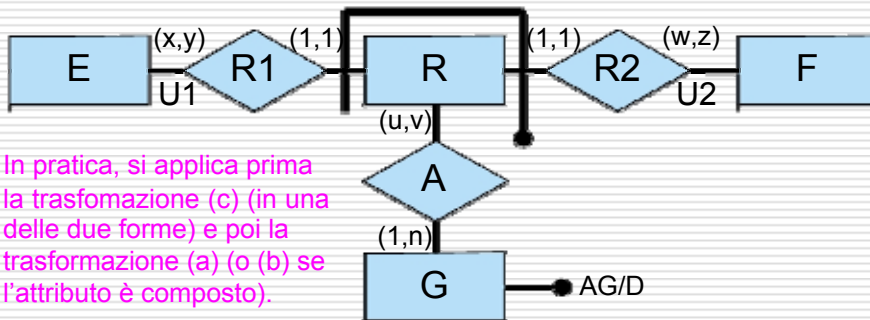 (x,y) (1,1) (1,1) (w,z)
E R1 R R2 F
U1 U2
(u,v)
In pratica, si applica prima
la trasfomazione (c) (in una
delle due forme) e poi la
trasformazione (a) (o (b) se
l'attributo è composto).
A
(1,n)
G AG/D